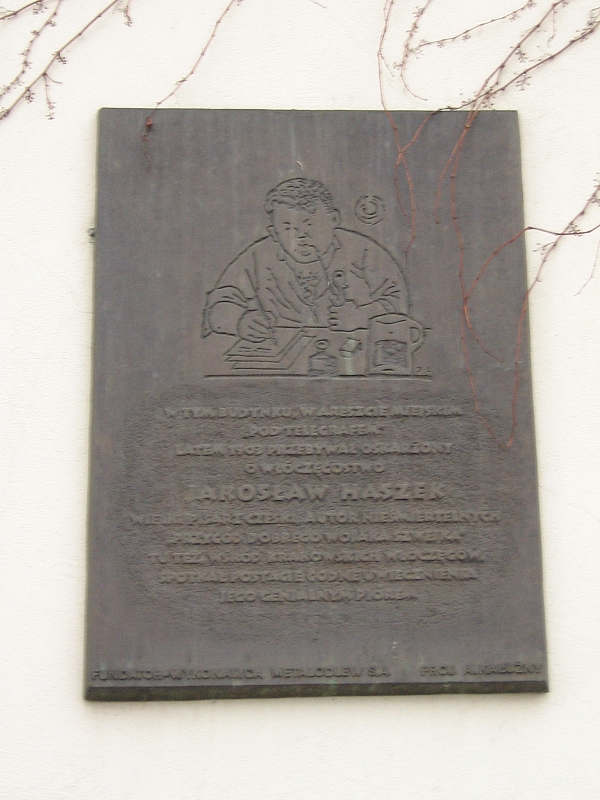 W TYM BUDYNKU, W ARESZCIE MIEJSKIM
„POD TELEGRAFEM”
LATEM 1903 PRZEBYWAŁ OSKARŻONY
O WŁÓCZĘGOSTWO
JAROSŁAW HASZEK
WIELKI PISARZ CZESKI, AUTOR NIEŚMIERTELNYCH
„PRZYGÓD DOBREGO WOJAKA SZWEJKA”
TU TEŻ, WŚRÓD KRAKOWSKICH WŁÓCZĘGÓW,
SPOTKAŁ POSTACIE GODNE UWIECZNIENIA
JEGO GENIALNYM PIÓREM
FUNDATOR-WYKONAWCA METALODLEW S.A. PROJ.